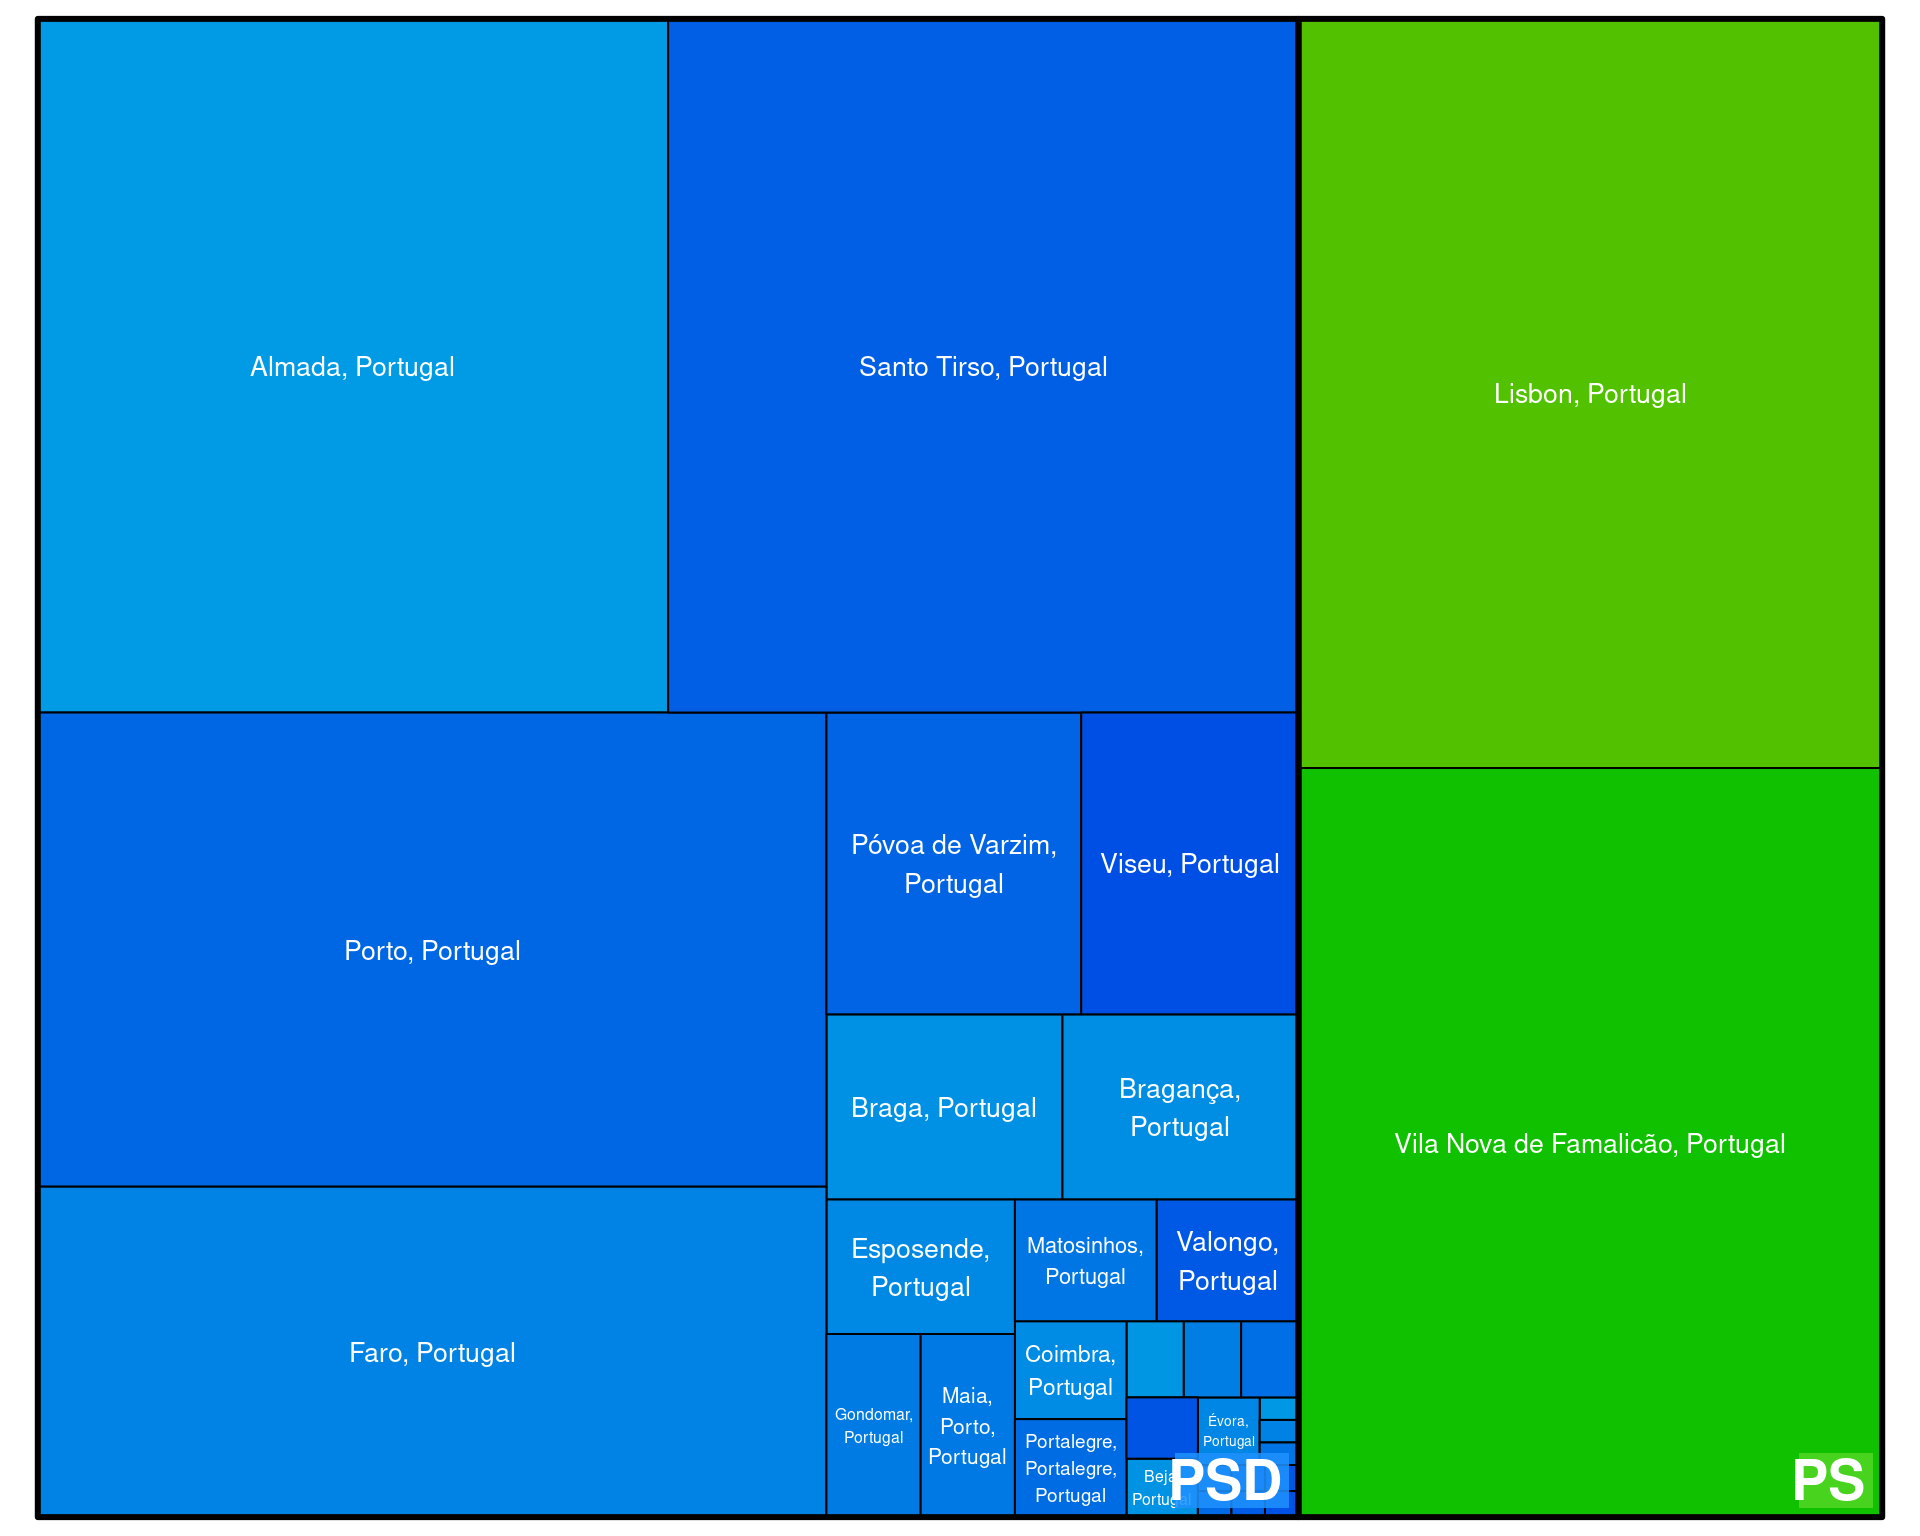 Almada, Portugal
Santo Tirso, Portugal
Lisbon, Portugal
Porto, Portugal
Póvoa de Varzim,
Portugal
Viseu, Portugal
Braga, Portugal
Bragança,
Portugal
Vila Nova de Famalicão, Portugal
Faro, Portugal
Esposende,
Portugal
Matosinhos,
Portugal
Valongo,
Portugal
Gondomar,
Portugal
Maia,
Porto,
Portugal
Coimbra,
Portugal
Portalegre,
Portalegre,
Portugal
Évora,
Portugal
Beja,
Portugal
PSD
PS